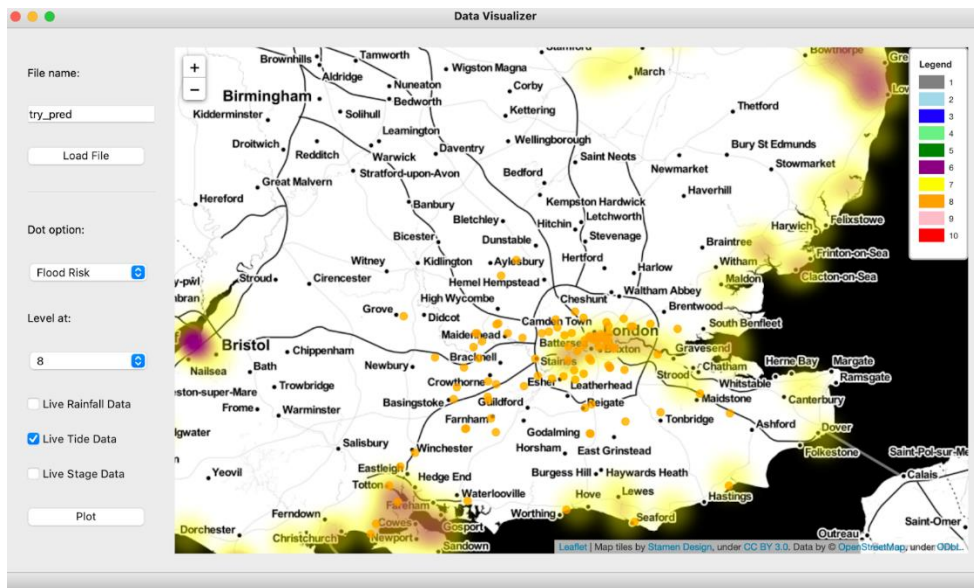 Data Visualizer
File name:
try_pred
Load File
Dot option:
Flood Risk
Level at:
8
Live Rainfall Data
Live Tide Data
Live Stage Data
Plot
+
−
Legend
1
2
3
4
5
6
7
8
9
10
Brownhills
Tamworth
Wigston Magna
March
Aldridge
Nuneaton
Corby
Birmingham
Bedworth
Kettering
Thetford
Kidderminster
Solihull
Leamington
Wellingborough
Droitwich
Redditch
Warwick
Daventry
Saint Neots
Bury St Edmunds
Stowmarket
Stratford-upon-Avon
Bedford
Newmarket
Great Malvern
Haverhill
Hereford
Banbury
Kempston Hardwick
Bletchley
Hitchin
Letchworth
Felixstowe
Harwich
Bicester
Dunstable
Stevenage
Braintree
Frinton-on-Sea
Witney
Kidlington
Aylesbury
Hertford
Harlow
Witham
Clacton-on-Sea
Stroud
Cirencester
Hemel Hempstead
Maldon
High Wycombe
Cheshunt
Waltham Abbey
Grove
Didcot
Camden Town
Brentwood
London
South Benfleet
Bristol
Chippenham
Maidenhead
Gravesend
Nailsea
Bath
Newbury
Bracknell
Staines
Brixton
Strood
Chatham
Herne Bay
Margate
Ramsgate
Trowbridge
Crowthorne
Esher
Leatherhead
Whitstable
eston-super-Mare
Basingstoke
Guildford
Reigate
Maidstone
Canterbury
Frome
Warminster
Farnham
Godalming
Tonbridge
Ashford
Dover
Salisbury
Winchester
Horsham
East Grinstead
Folkestone
Saint-Pol-sur-Me
Yeovil
Eastleigh
Hedge End
Burgess Hill
Haywards Heath
Calais
Totton
Waterlooville
Hove
Lewes
Hastings
Ferndown
Fareham
Worthing
Seaford
Dorchester
Christchurch
Cowes
Gosport
Saint-Omer
Newport
Sandown
Outreau
Leaflet | Map tiles by Stamen Design, under CC BY 3.0. Data by © OpenStreetMap, under ODbL.